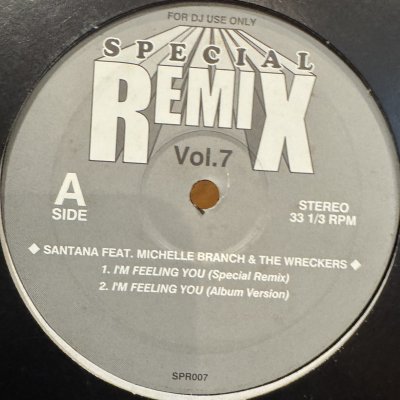 FOR DJ USE ONLY
SPECIAL
REMIX
Vol.7
A
SIDE
STEREO
33 1/3 RPM
◆ SANTANA FEAT. MICHELLE BRANCH & THE WRECKERS ◆
1. I'M FEELING YOU (Special Remix)
2. I'M FEELING YOU (Album Version)
SPR007